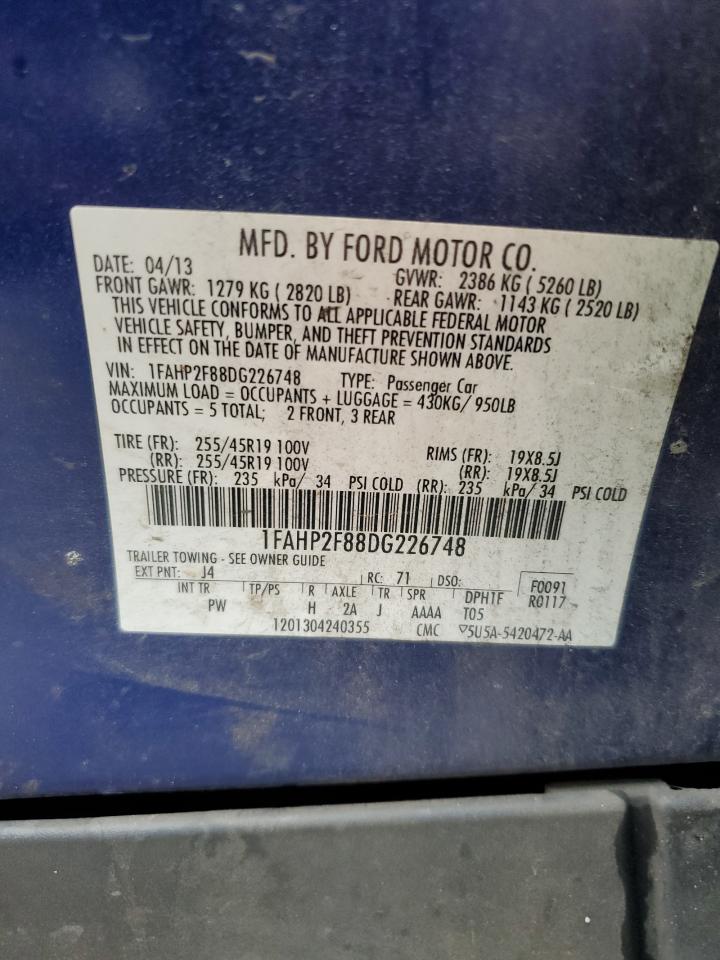 MFD. BY FORD MOTOR CO.
DATE: 04/13 GVWR: 2386 KG ( 5260 LB)
FRONT GAWR: 1279 KG ( 2820 LB) REAR GAWR: 1143 KG ( 2520 LB)
THIS VEHICLE CONFORMS TO ALL APPLICABLE FEDERAL MOTOR
VEHICLE SAFETY, BUMPER, AND THEFT PREVENTION STANDARDS
IN EFFECT ON THE DATE OF MANUFACTURE SHOWN ABOVE.
VIN: 1FAHP2F88DG226748 TYPE: Passenger Car
MAXIMUM LOAD = OCCUPANTS + LUGGAGE = 430KG/ 950LB
OCCUPANTS = 5 TOTAL; 2 FRONT, 3 REAR
TIRE (FR): 255/45R19 100V RIMS (FR): 19X8.5J
(RR): 255/45R19 100V (RR): 19X8.5J
PRESSURE (FR): 235 kPa/ 34 PSI COLD (RR): 235 kPa/ 34 PSI COLD
1FAHP2F88DG226748
TRAILER TOWING - SEE OWNER GUIDE
EXT PNT: J4 RC: 71 DSO: F0091
INT TR TP/PS R AXLE TR SPR DPH1F R0117
PW H 2A J AAAA T05
1201304240355 CMC ▽5U5A-5420472-AA